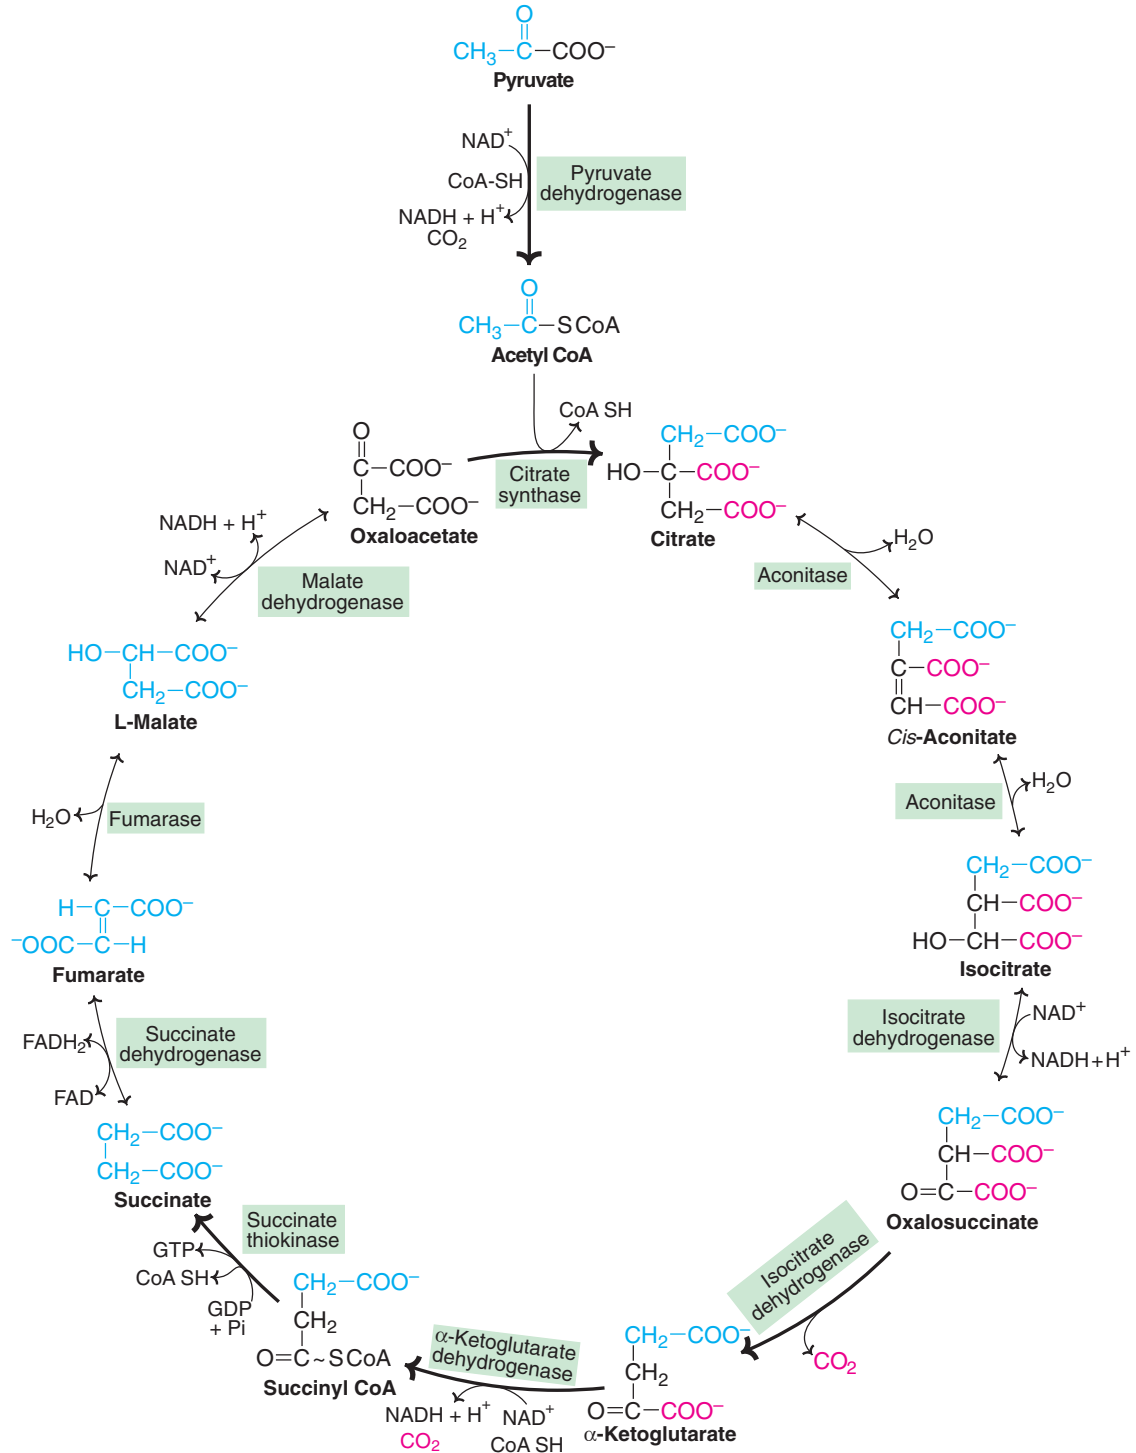 O
CH₃–C–COO⁻
Pyruvate
NAD⁺
CoA-SH
NADH + H⁺
CO₂
Pyruvate
dehydrogenase
O
CH₃–C–S CoA
Acetyl CoA
CoA SH
Citrate
synthase
O
C–COO⁻
CH₂–COO⁻
Oxaloacetate
CH₂–COO⁻
HO–C–COO⁻
CH₂–COO⁻
Citrate
H₂O
Aconitase
CH₂–COO⁻
C–COO⁻
CH–COO⁻
Cis-Aconitate
H₂O
Aconitase
CH₂–COO⁻
CH–COO⁻
HO–CH–COO⁻
Isocitrate
Isocitrate
dehydrogenase
NAD⁺
NADH + H⁺
CH₂–COO⁻
CH–COO⁻
O=C–COO⁻
Oxalosuccinate
Isocitrate
dehydrogenase
CO₂
CH₂–COO⁻
CH₂
O=C–COO⁻
α-Ketoglutarate
α-Ketoglutarate
dehydrogenase
NADH + H⁺
CO₂
NAD⁺
CoA SH
CH₂–COO⁻
CH₂
O=C~S CoA
Succinyl CoA
Succinate
thiokinase
GTP
CoA SH
GDP
+ Pi
CH₂–COO⁻
CH₂–COO⁻
Succinate
Succinate
dehydrogenase
FADH₂
FAD
H–C–COO⁻
⁻OOC–C–H
Fumarate
H₂O
Fumarase
HO–CH–COO⁻
CH₂–COO⁻
L-Malate
NADH + H⁺
NAD⁺
Malate
dehydrogenase